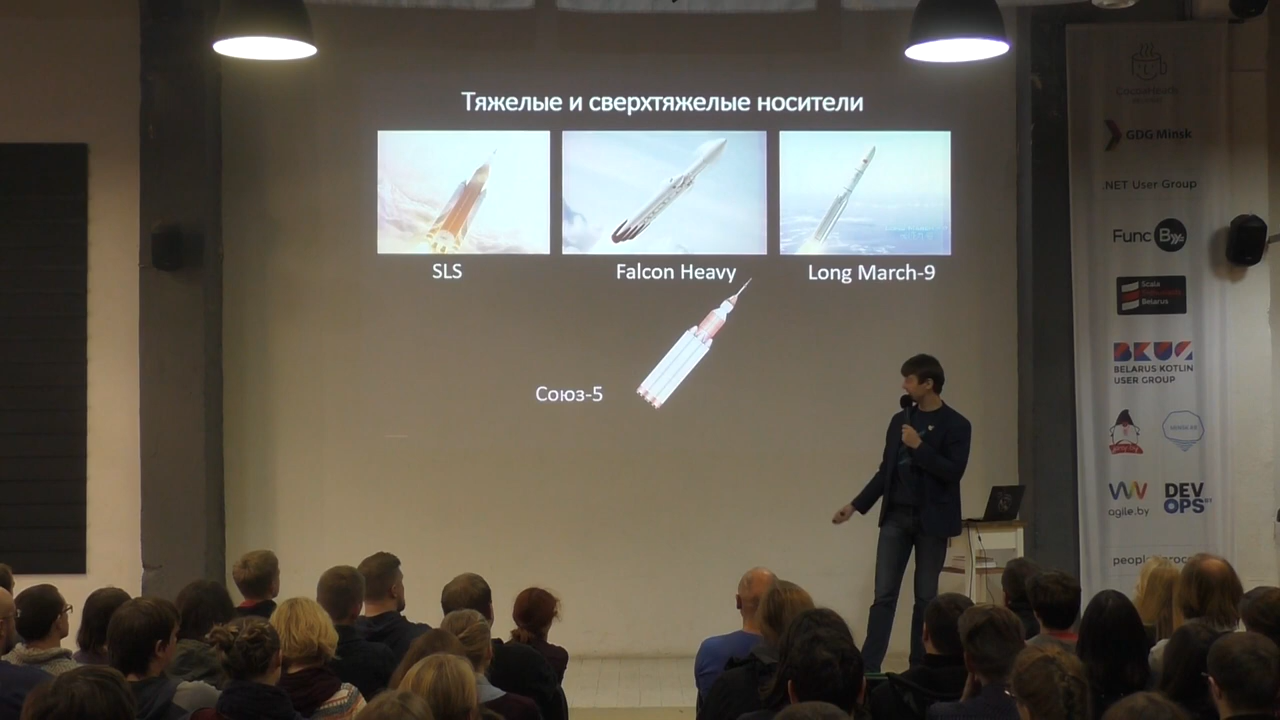 Тяжелые и сверхтяжелые носители
SLS
Falcon Heavy
Long March-9
Союз-5
GDG Minsk
.NET User Group
Func By
Scala
Belarus
BKUG
BELARUS KOTLIN
USER GROUP
agile.by
DEV
OPS